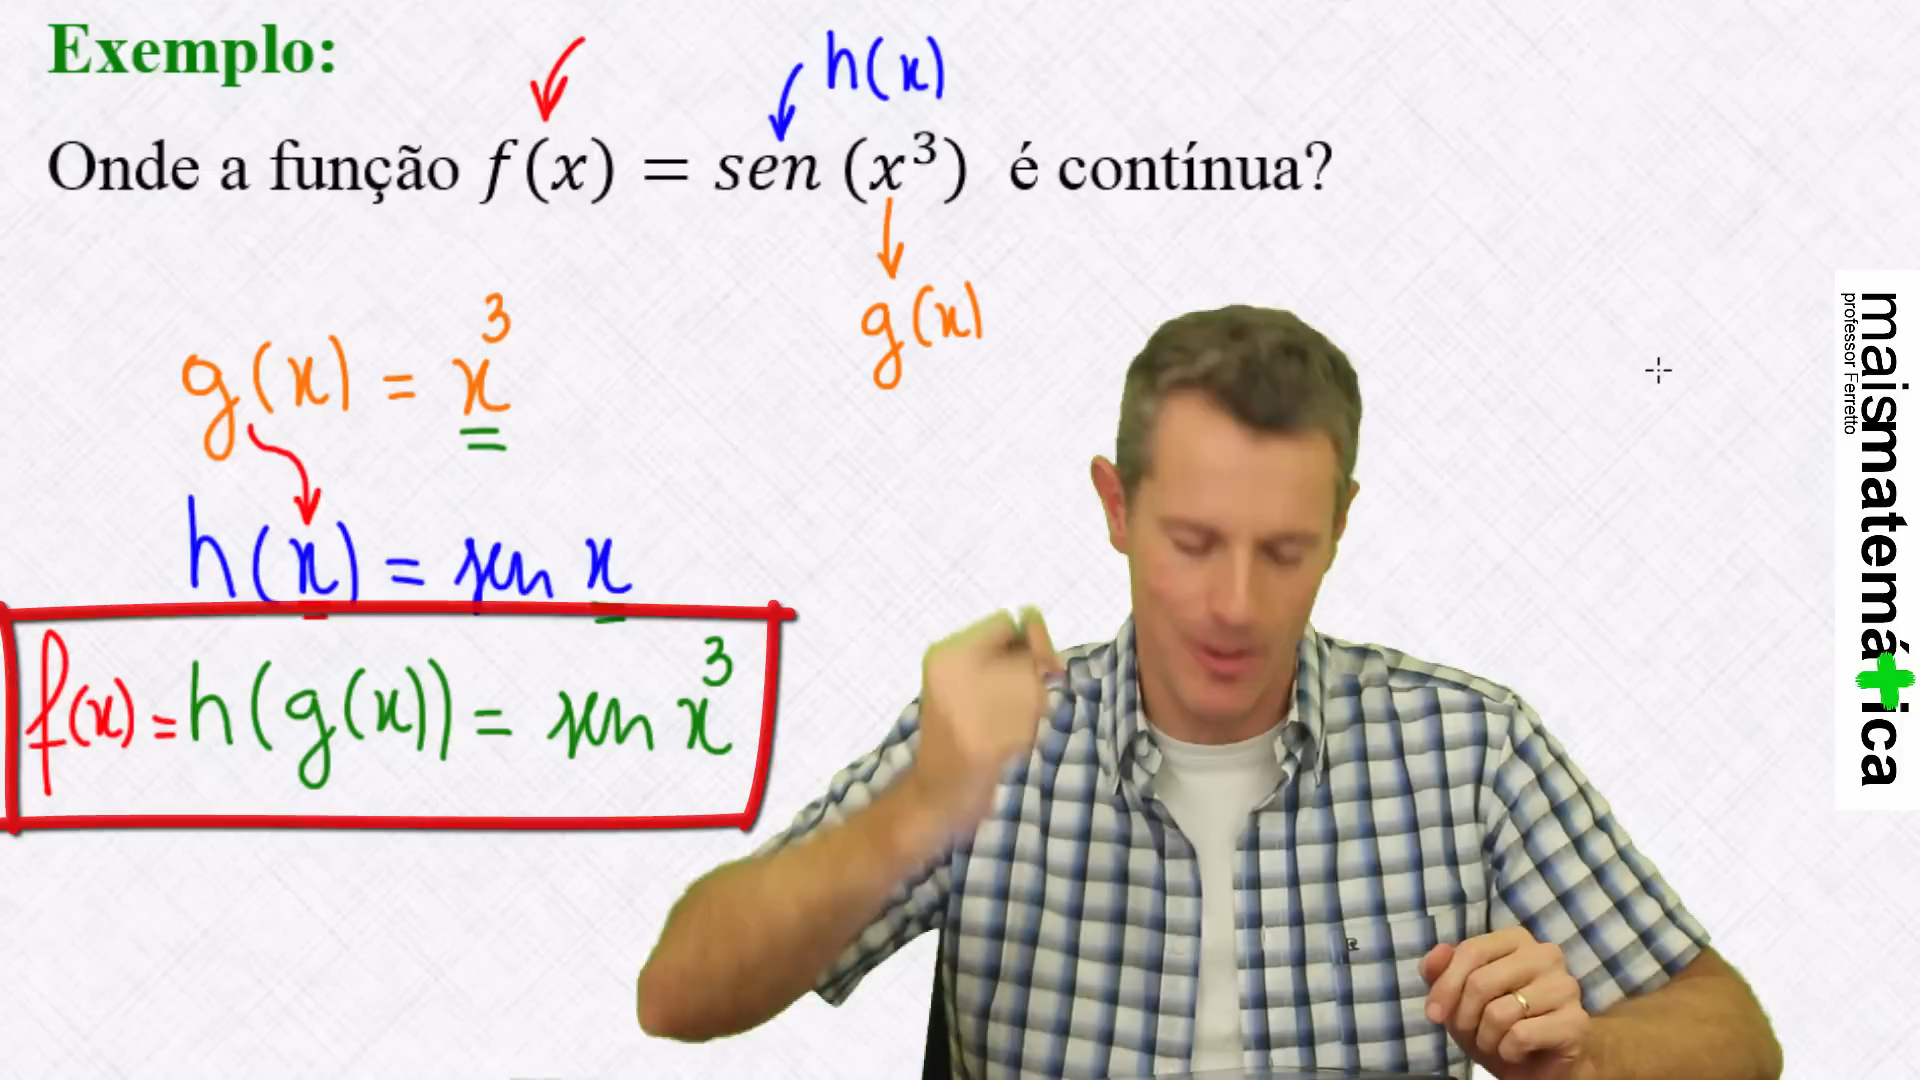 Exemplo:
h(x)
Onde a função f(x) = sen (x³) é contínua?
g(x)
g(x) = x³
h(x) = sen x
f(x) = h(g(x)) = sen x³
maismatemática
professor Ferretto